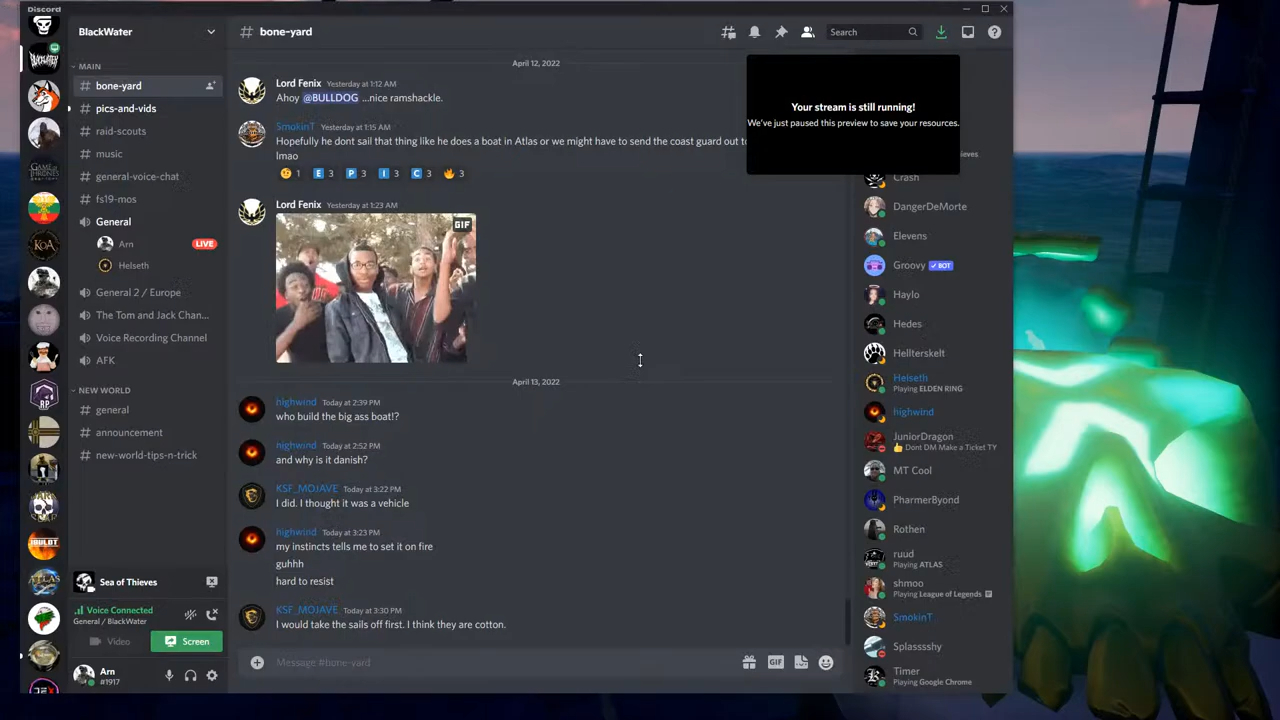 Discord
BlackWater
# bone-yard
Search
MAIN
# bone-yard
# pics-and-vids
# raid-scouts
# music
# general-voice-chat
# fs19-mos
General
Arn LIVE
Helseth
General 2 / Europe
The Tom and Jack Chan...
Voice Recording Channel
AFK
NEW WORLD
# general
# announcement
# new-world-tips-n-trick
Sea of Thieves
Voice Connected
General / BlackWater
Video Screen
Arn
#1917
April 12, 2022
Lord Fenix Yesterday at 1:12 AM
Ahoy @BULLDOG ...nice ramshackle.
SmokinT Yesterday at 1:15 AM
Hopefully he dont sail that thing like he does a boat in Atlas or we might have to send the coast guard out to
lmao
1 E 3 P 3 I 3 C 3 3
Lord Fenix Yesterday at 1:23 AM
GIF
April 13, 2022
highwind Today at 2:39 PM
who build the big ass boat!?
highwind Today at 2:52 PM
and why is it danish?
KSF_MOJAVE Today at 3:22 PM
I did. I thought it was a vehicle
highwind Today at 3:23 PM
my instincts tells me to set it on fire
guhhh
hard to resist
KSF_MOJAVE Today at 3:30 PM
I would take the sails off first. I think they are cotton.
Message #bone-yard
GIF
Your stream is still running!
We've just paused this preview to save your resources.
ieves
Crash
DangerDeMorte
Elevens
Groovy ✓ BOT
Haylo
Hedes
Hellterskelt
Helseth
Playing ELDEN RING
highwind
JuniorDragon
Dont DM Make a Ticket TY
MT Cool
PharmerByond
Rothen
ruud
Playing ATLAS
shmoo
Playing League of Legends
SmokinT
Splasssshy
Timer
Playing Google Chrome
KOA
RP
ATLAS